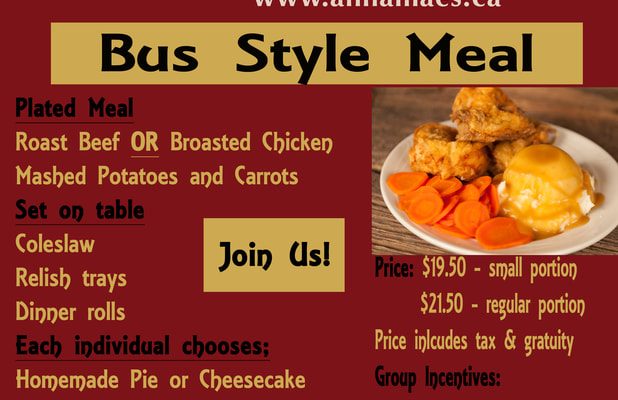 Bus Style Meal
Plated Meal
Roast Beef OR Broasted Chicken
Mashed Potatoes and Carrots
Set on table
Coleslaw
Relish trays
Dinner rolls
Each individual chooses;
Homemade Pie or Cheesecake
Join Us!
Price: $19.50 - small portion
$21.50 - regular portion
Price inlcudes tax & gratuity
Group Incentives: